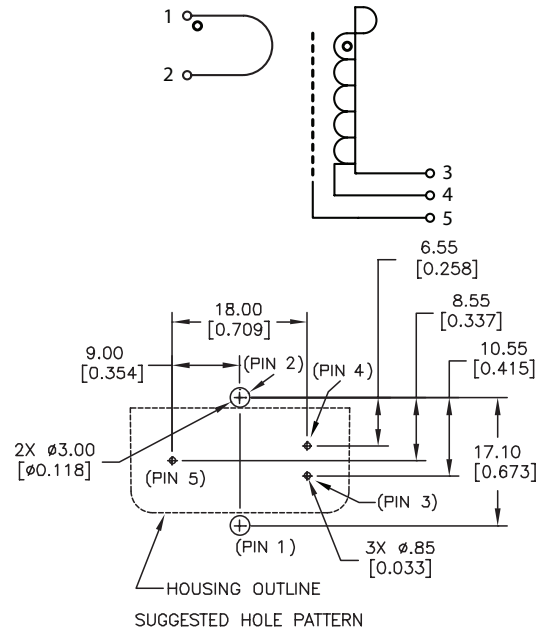 1
2
3
4
5
6.55
[0.258]
18.00
[0.709]
8.55
[0.337]
9.00
[0.354]
10.55
[0.415]
(PIN 2)
(PIN 4)
2X ø3.00
[ø0.118]
17.10
[0.673]
(PIN 5)
(PIN 3)
(PIN 1)
3X ø.85
[0.033]
HOUSING OUTLINE
SUGGESTED HOLE PATTERN